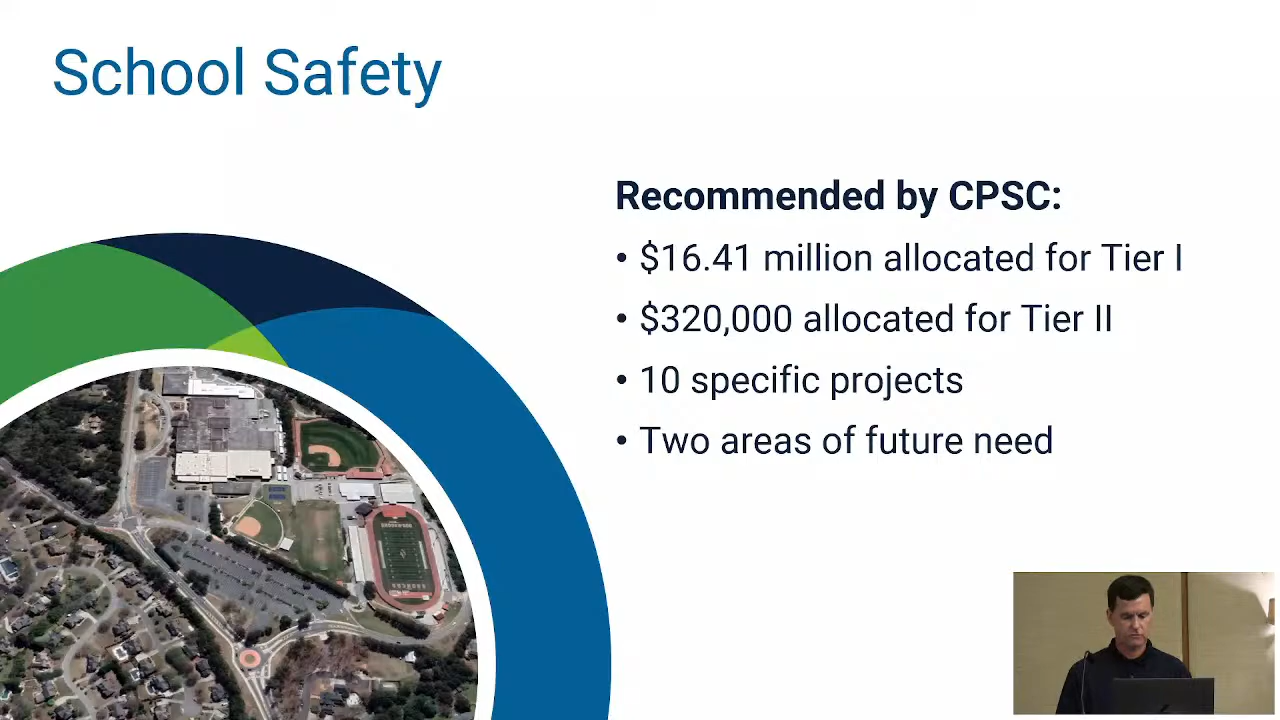 School Safety
Recommended by CPSC:
• $16.41 million allocated for Tier I
• $320,000 allocated for Tier II
• 10 specific projects
• Two areas of future need